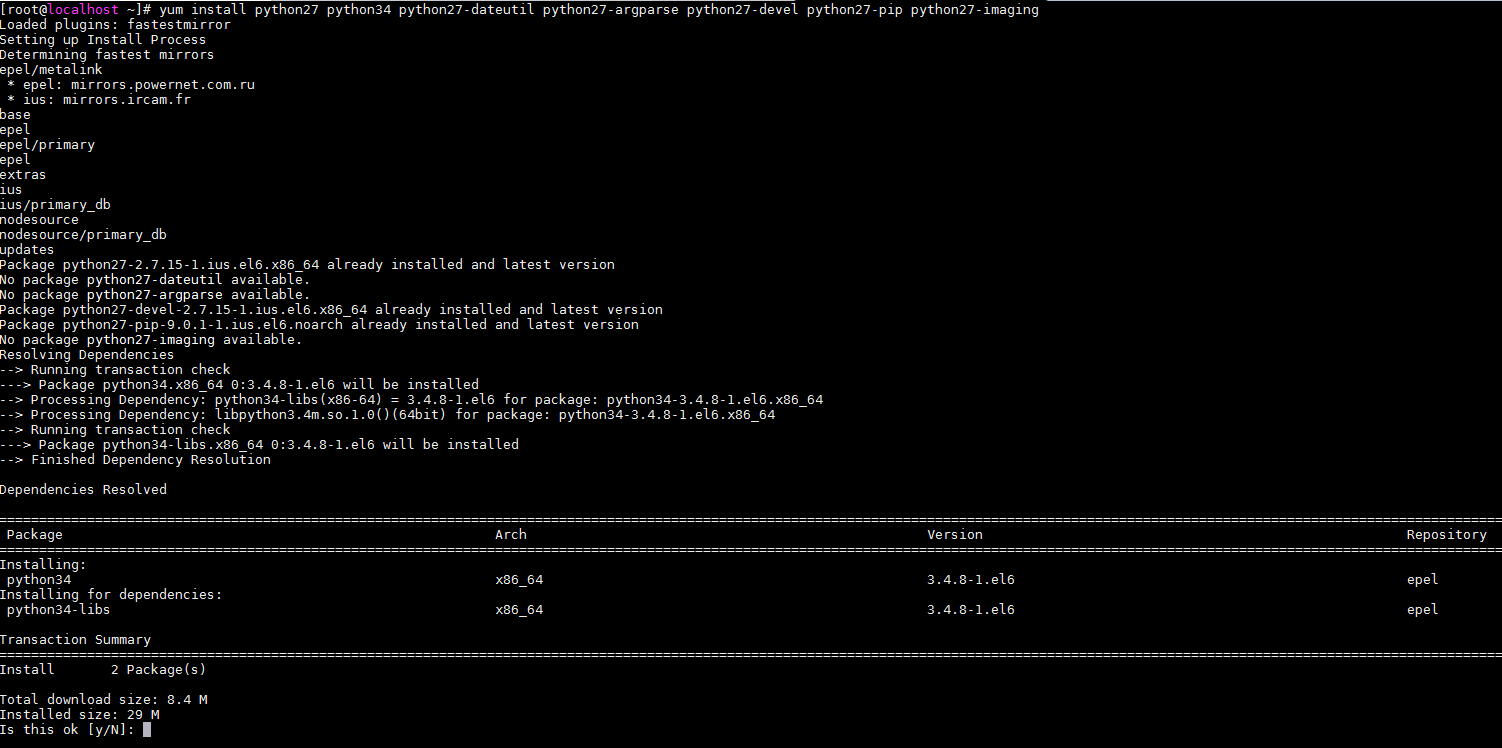 [root@localhost ~]# yum install python27 python34 python27-dateutil python27-argparse python27-devel python27-pip python27-imaging
Loaded plugins: fastestmirror
Setting up Install Process
Determining fastest mirrors
epel/metalink
 * epel: mirrors.powernet.com.ru
 * ius: mirrors.ircam.fr
base
epel
epel/primary
epel
extras
ius
ius/primary_db
nodesource
nodesource/primary_db
updates
Package python27-2.7.15-1.ius.el6.x86_64 already installed and latest version
No package python27-dateutil available.
No package python27-argparse available.
Package python27-devel-2.7.15-1.ius.el6.x86_64 already installed and latest version
Package python27-pip-9.0.1-1.ius.el6.noarch already installed and latest version
No package python27-imaging available.
Resolving Dependencies
--> Running transaction check
---> Package python34.x86_64 0:3.4.8-1.el6 will be installed
--> Processing Dependency: python34-libs(x86-64) = 3.4.8-1.el6 for package: python34-3.4.8-1.el6.x86_64
--> Processing Dependency: libpython3.4m.so.1.0()(64bit) for package: python34-3.4.8-1.el6.x86_64
--> Running transaction check
---> Package python34-libs.x86_64 0:3.4.8-1.el6 will be installed
--> Finished Dependency Resolution
Dependencies Resolved
Package Arch Version Repository
Installing:
python34 x86_64 3.4.8-1.el6 epel
Installing for dependencies:
python34-libs x86_64 3.4.8-1.el6 epel
Transaction Summary
Install 2 Package(s)
Total download size: 8.4 M
Installed size: 29 M
Is this ok [y/N]: